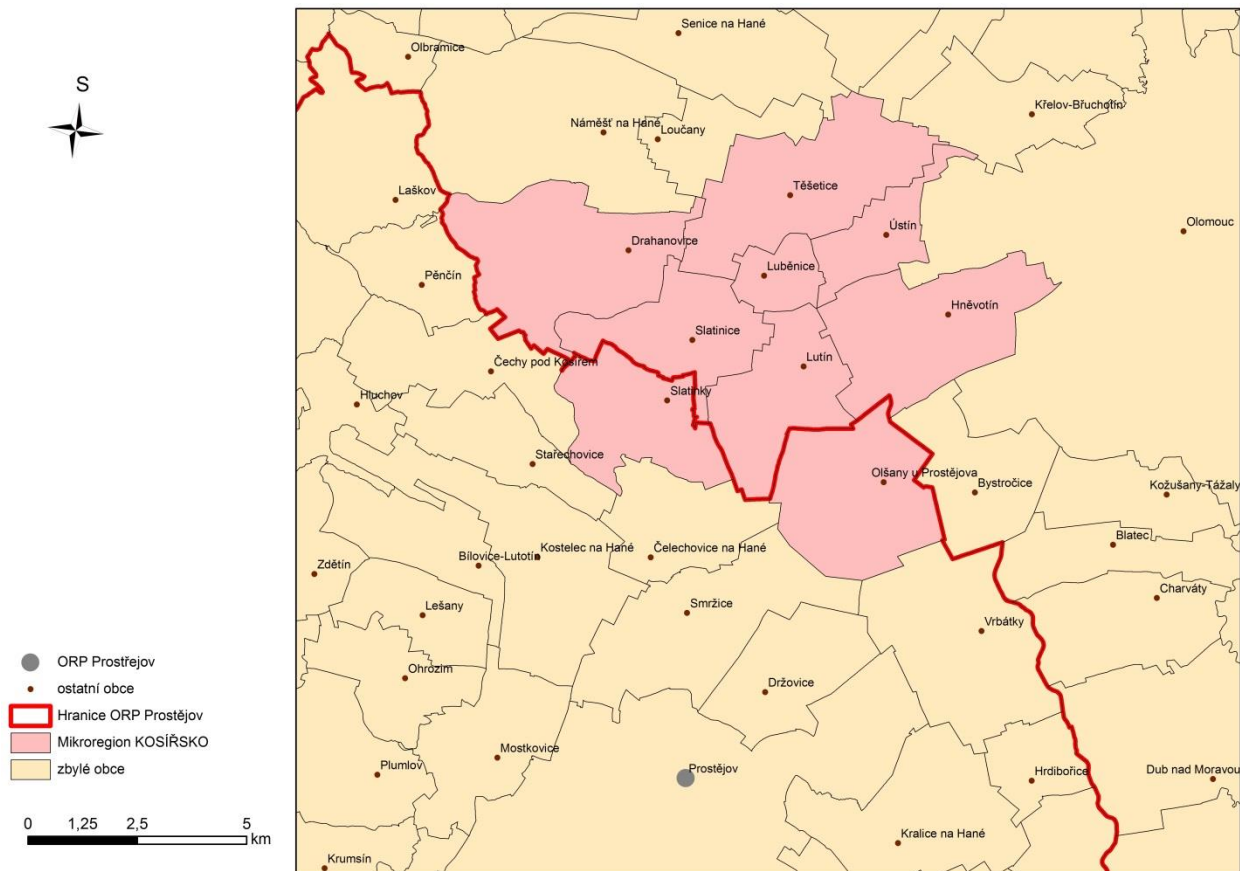 S
Senice na Hané
Olbramice
Křelov-Břuchotín
Náměšť na Hané
Loučany
Těšetice
Laškov
Ústín
Olomouc
Drahanovice
Luběnice
Pěnčín
Hněvotín
Slatinice
Lutín
Čechy pod Kosířem
Slatinky
Hluchov
Stařechovice
Olšany u Prostějova
Bystročice
Kožušany-Tážaly
Blatec
Kostelec na Hané
Čelechovice na Hané
Bílovice-Lutotín
Zdětín
Charváty
Lešany
Smržice
Vrbátky
Ohrozim
Držovice
Mostkovice
Plumlov
Prostějov
Hrdibořice
Dub nad Moravou
Kralice na Hané
Krumsín
ORP Prostřejov
ostatní obce
Hranice ORP Prostějov
Mikroregion KOSÍŘSKO
zbylé obce
0 1,25 2,5 5
km